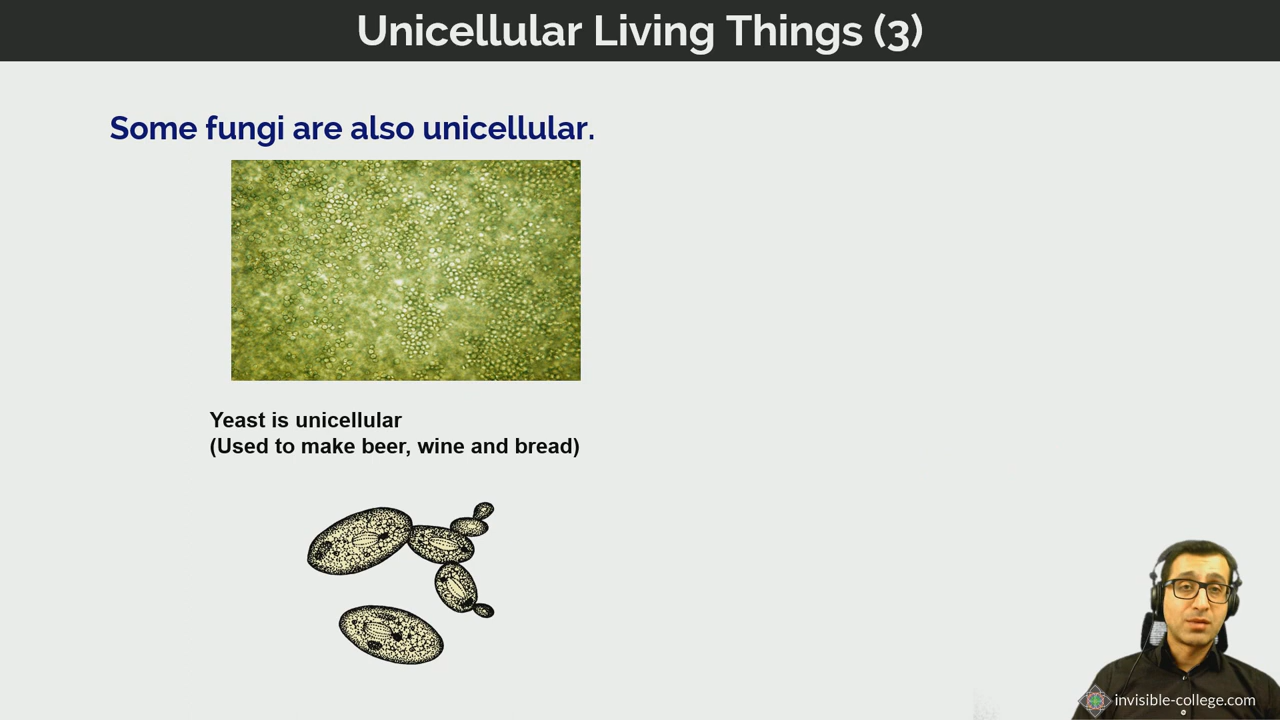 Unicellular Living Things (3)
Some fungi are also unicellular.
Yeast is unicellular
(Used to make beer, wine and bread)
invisible-college.com